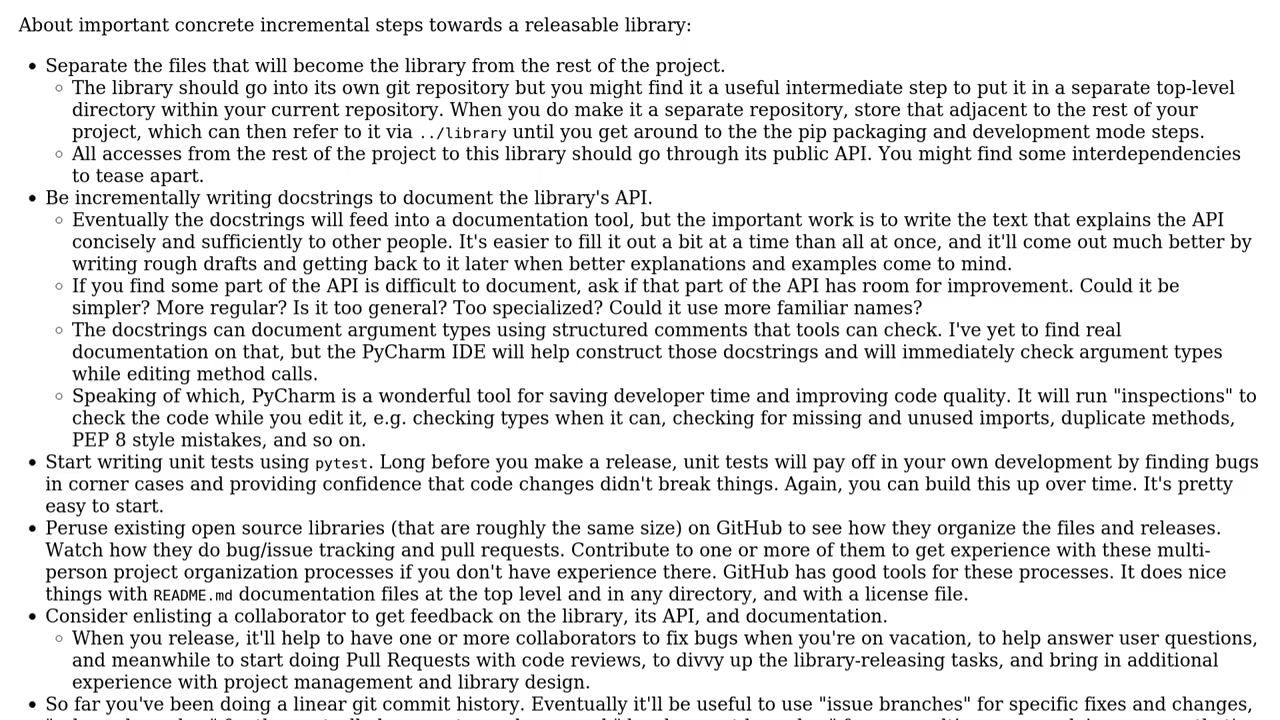 About important concrete incremental steps towards a releasable library:
• Separate the files that will become the library from the rest of the project.
◦ The library should go into its own git repository but you might find it a useful intermediate step to put it in a separate top-level
directory within your current repository. When you do make it a separate repository, store that adjacent to the rest of your
project, which can then refer to it via ../library until you get around to the the pip packaging and development mode steps.
◦ All accesses from the rest of the project to this library should go through its public API. You might find some interdependencies
to tease apart.
• Be incrementally writing docstrings to document the library's API.
◦ Eventually the docstrings will feed into a documentation tool, but the important work is to write the text that explains the API
concisely and sufficiently to other people. It's easier to fill it out a bit at a time than all at once, and it'll come out much better by
writing rough drafts and getting back to it later when better explanations and examples come to mind.
◦ If you find some part of the API is difficult to document, ask if that part of the API has room for improvement. Could it be
simpler? More regular? Is it too general? Too specialized? Could it use more familiar names?
◦ The docstrings can document argument types using structured comments that tools can check. I've yet to find real
documentation on that, but the PyCharm IDE will help construct those docstrings and will immediately check argument types
while editing method calls.
◦ Speaking of which, PyCharm is a wonderful tool for saving developer time and improving code quality. It will run "inspections" to
check the code while you edit it, e.g. checking types when it can, checking for missing and unused imports, duplicate methods,
PEP 8 style mistakes, and so on.
• Start writing unit tests using pytest. Long before you make a release, unit tests will pay off in your own development by finding bugs
in corner cases and providing confidence that code changes didn't break things. Again, you can build this up over time. It's pretty
easy to start.
• Peruse existing open source libraries (that are roughly the same size) on GitHub to see how they organize the files and releases.
Watch how they do bug/issue tracking and pull requests. Contribute to one or more of them to get experience with these multi-
person project organization processes if you don't have experience there. GitHub has good tools for these processes. It does nice
things with README.md documentation files at the top level and in any directory, and with a license file.
• Consider enlisting a collaborator to get feedback on the library, its API, and documentation.
◦ When you release, it'll help to have one or more collaborators to fix bugs when you're on vacation, to help answer user questions,
and meanwhile to start doing Pull Requests with code reviews, to divvy up the library-releasing tasks, and bring in additional
experience with project management and library design.
• So far you've been doing a linear git commit history. Eventually it'll be useful to use "issue branches" for specific fixes and changes,